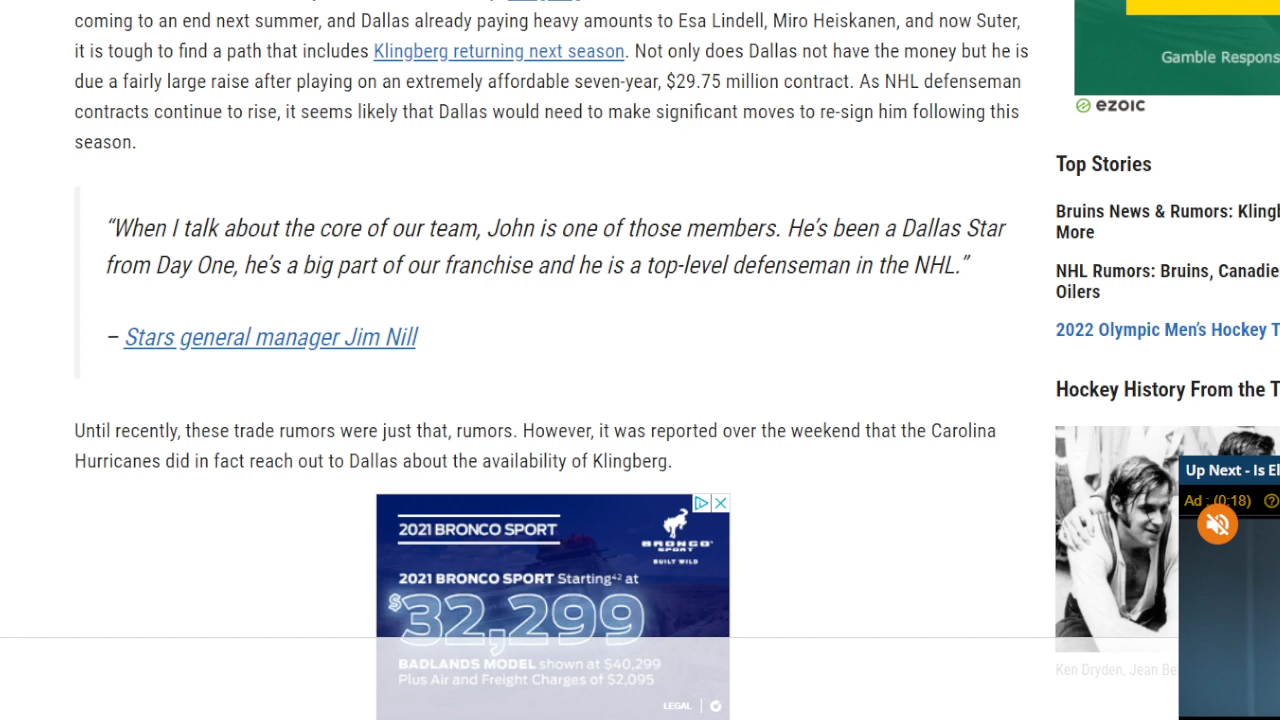 coming to an end next summer, and Dallas already paying heavy amounts to Esa Lindell, Miro Heiskanen, and now Suter,
it is tough to find a path that includes Klingberg returning next season. Not only does Dallas not have the money but he is
due a fairly large raise after playing on an extremely affordable seven-year, $29.75 million contract. As NHL defenseman
contracts continue to rise, it seems likely that Dallas would need to make significant moves to re-sign him following this
season.
“When I talk about the core of our team, John is one of those members. He’s been a Dallas Star
from Day One, he’s a big part of our franchise and he is a top-level defenseman in the NHL.”
– Stars general manager Jim Nill
Until recently, these trade rumors were just that, rumors. However, it was reported over the weekend that the Carolina
Hurricanes did in fact reach out to Dallas about the availability of Klingberg.
2021 BRONCO SPORT
BRONCO
SPORT
BUILT WILD
2021 BRONCO SPORT Starting42 at
$32,299
BADLANDS MODEL shown at $40,299
Plus Air and Freight Charges of $2,095
LEGAL
Gamble Respons
ezoic
Top Stories
Bruins News & Rumors: Klingb
More
NHL Rumors: Bruins, Canadie
Oilers
2022 Olympic Men’s Hockey T
Hockey History From the T
Up Next - Is El
Ad : (0:18)
Ken Dryden, Jean Be